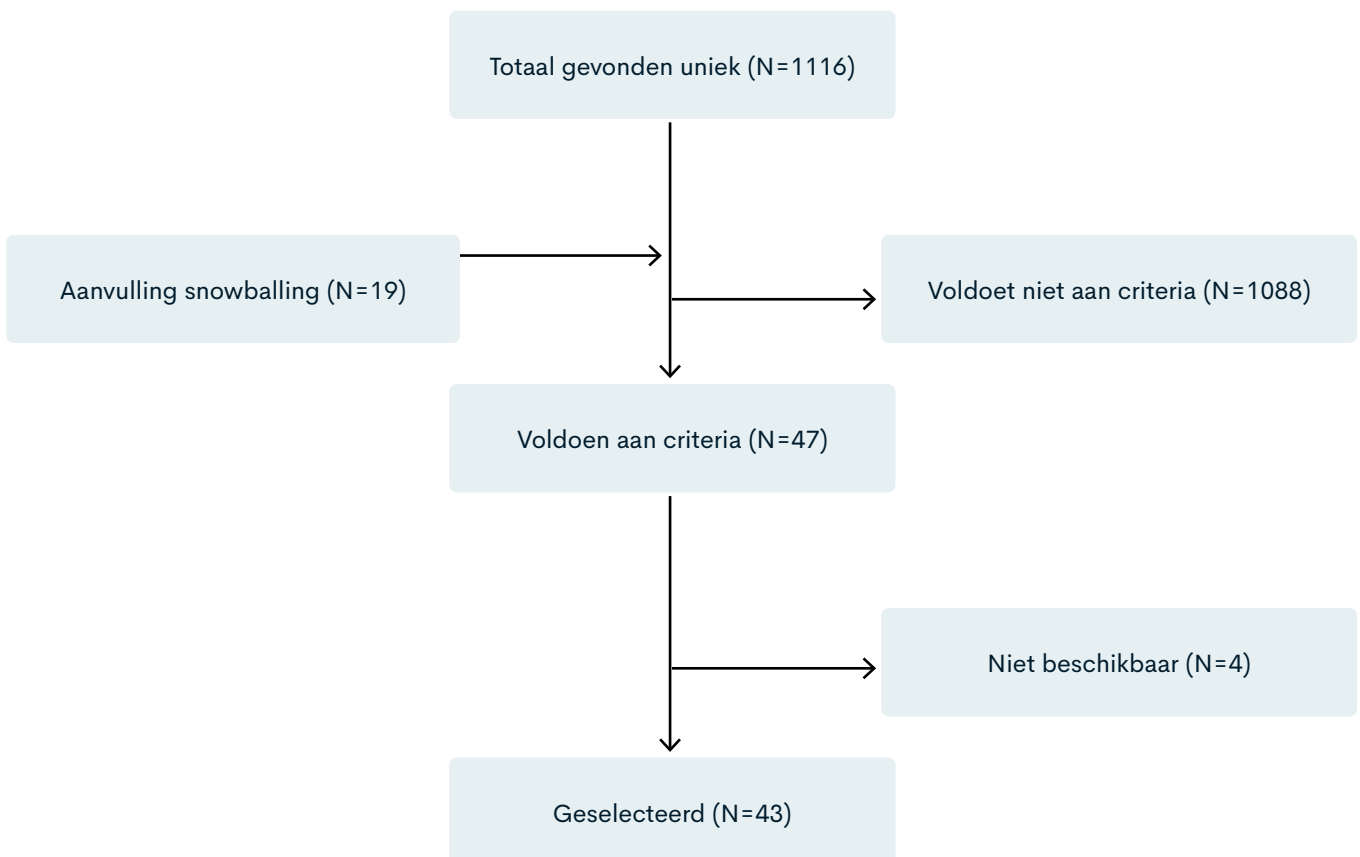 Totaal gevonden uniek (N=1116)
Aanvulling snowballing (N=19)
Voldoet niet aan criteria (N=1088)
Voldoen aan criteria (N=47)
Niet beschikbaar (N=4)
Geselecteerd (N=43)